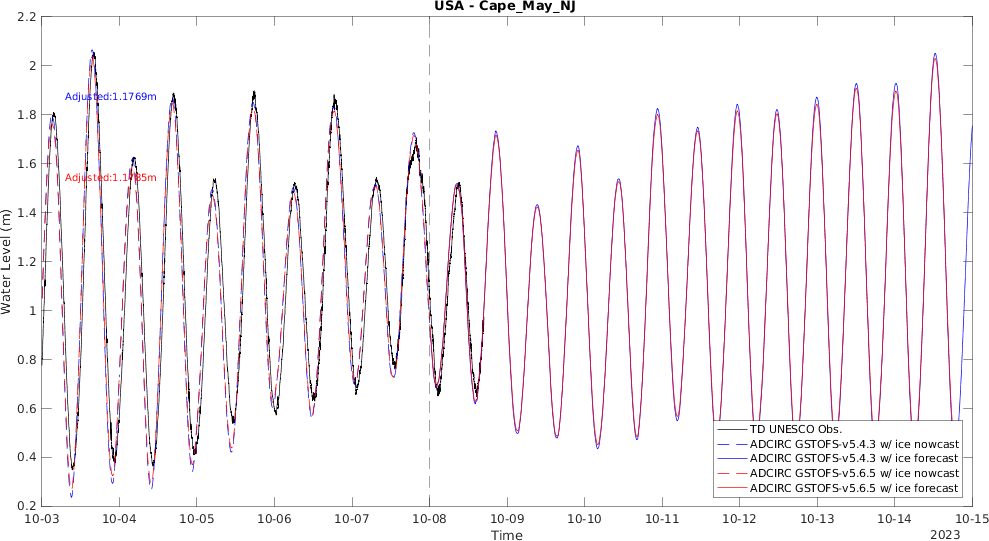 USA - Cape_May_NJ
2.2
2
1.8
1.6
1.4
1.2
1
0.8
0.6
0.4
0.2
Water Level (m)
Adjusted:1.1769m
Adjusted:1.1785m
TD UNESCO Obs.
ADCIRC GSTOFS-v5.4.3 w/ ice nowcast
ADCIRC GSTOFS-v5.4.3 w/ ice forecast
ADCIRC GSTOFS-v5.6.5 w/ ice nowcast
ADCIRC GSTOFS-v5.6.5 w/ ice forecast
10-03 10-04 10-05 10-06 10-07 10-08 10-09 10-10 10-11 10-12 10-13 10-14 10-15
Time
2023